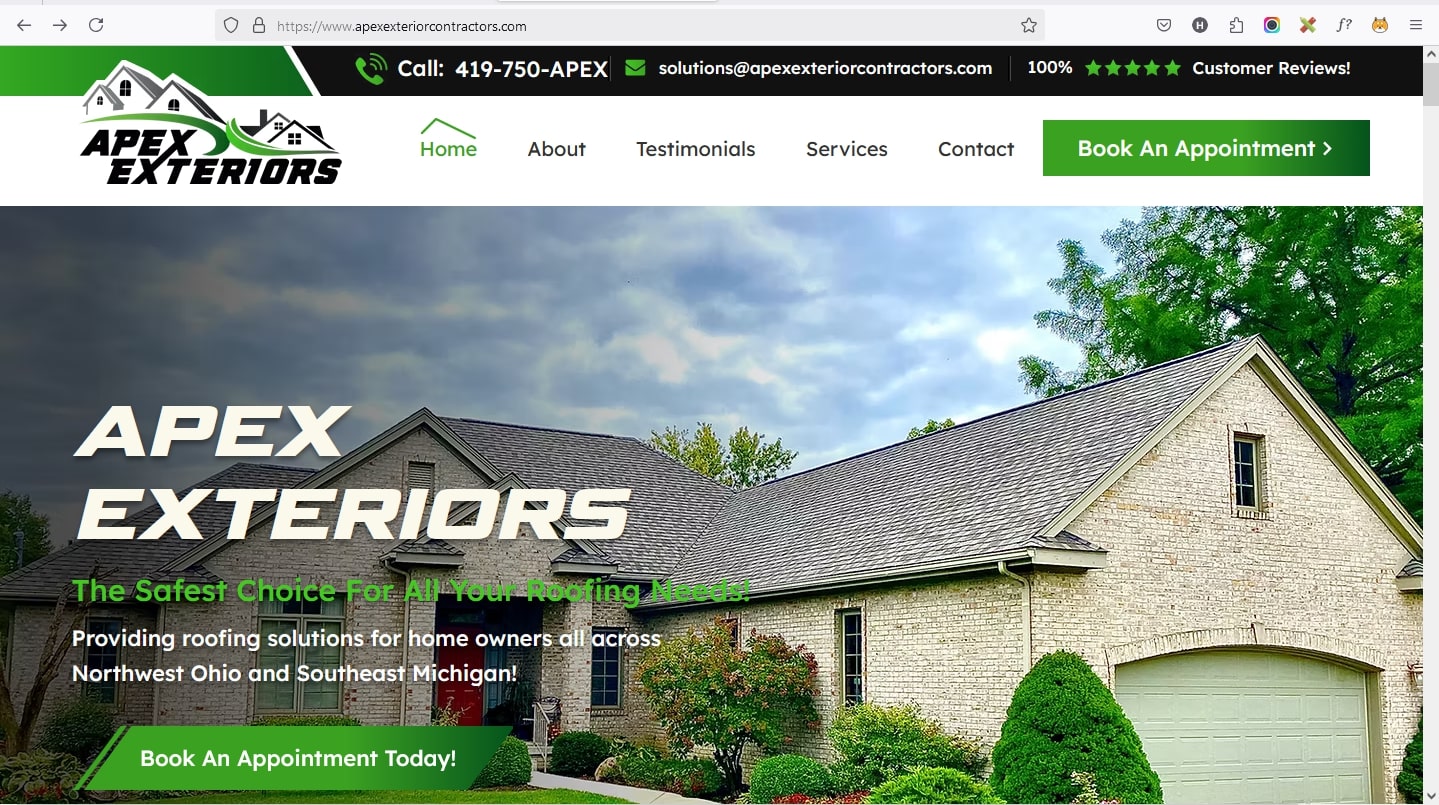 https://www.apexexteriorcontractors.com
H
f?
Call: 419-750-APEX
solutions@apexexteriorcontractors.com
100% ★★★★★ Customer Reviews!
APEX
EXTERIORS
Home
About
Testimonials
Services
Contact
Book An Appointment >
APEX
EXTERIORS
The Safest Choice For All Your Roofing Needs!
Providing roofing solutions for home owners all across
Northwest Ohio and Southeast Michigan!
Book An Appointment Today!